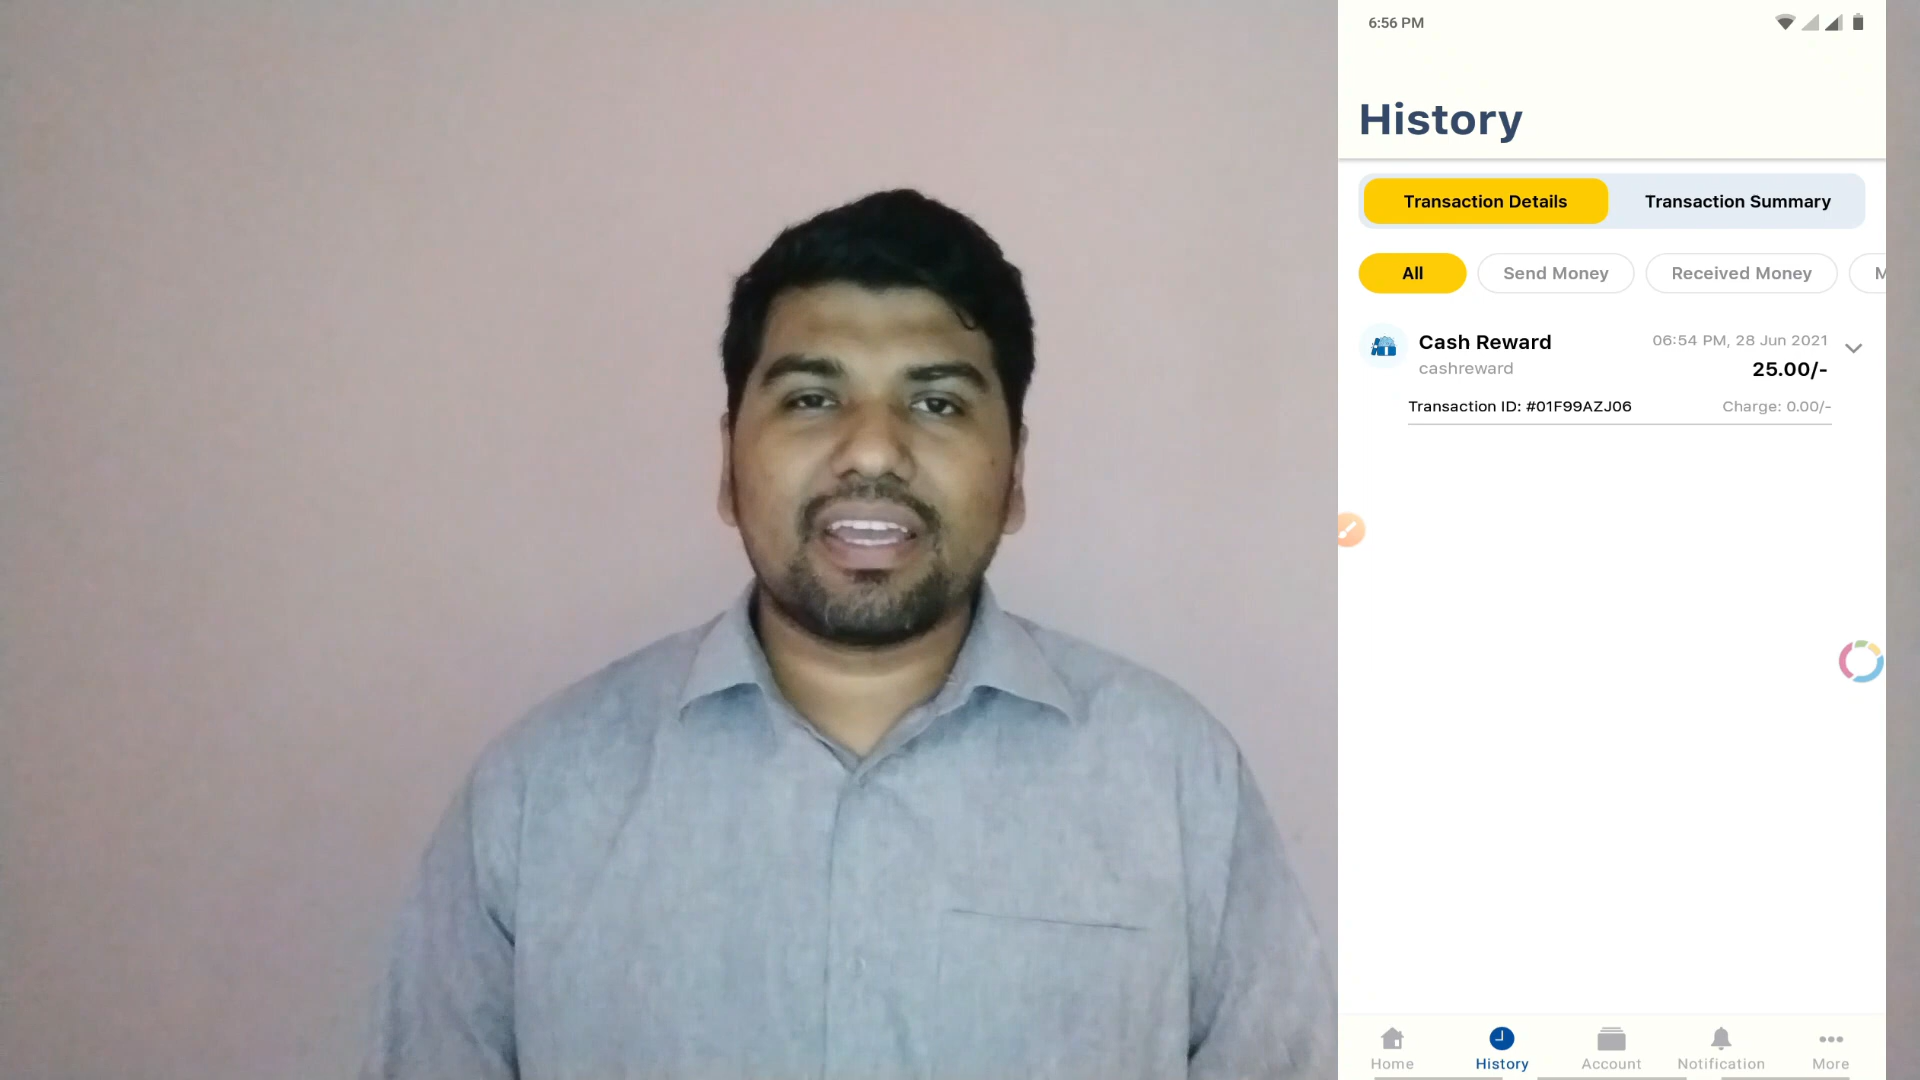 6:56 PM
History
Transaction Details
Transaction Summary
All
Send Money
Received Money
M
Cash Reward
06:54 PM, 28 Jun 2021
cashreward
25.00/-
Transaction ID: #01F99AZJ06
Charge: 0.00/-
Home
History
Account
Notification
More